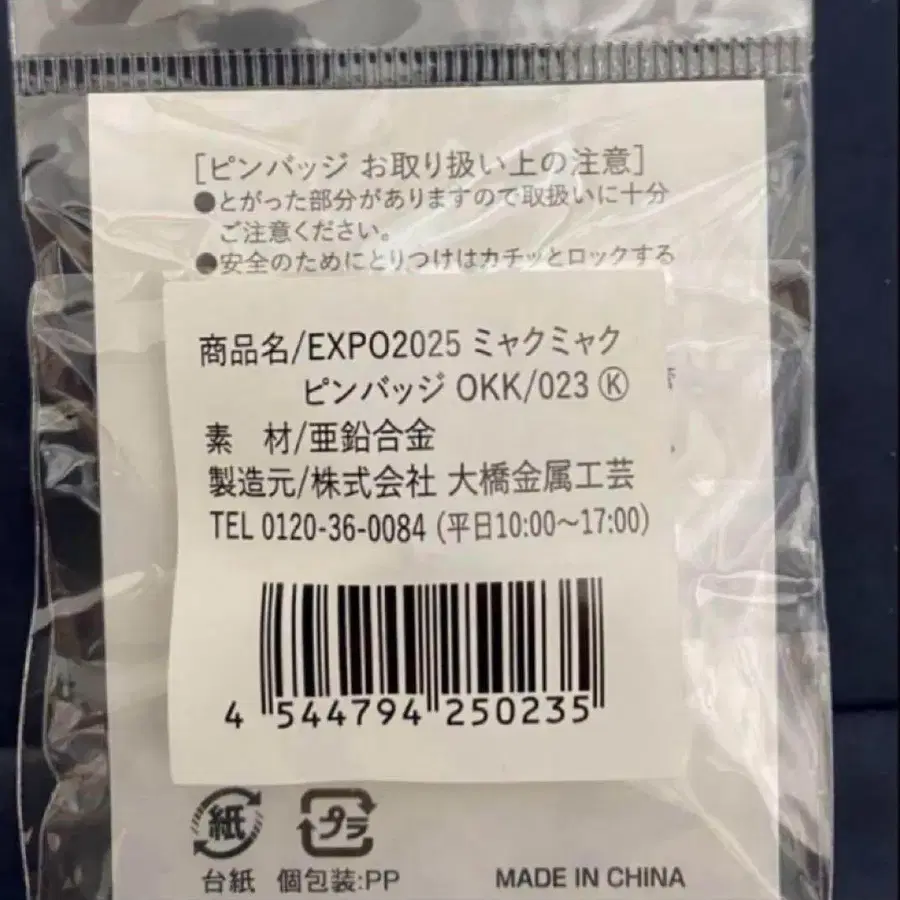 [ピンバッジ お取り扱い上の注意]
●とがった部分がありますので取扱いに十分
ご注意ください。
●安全のためにとりつけはカチッとロックする
商品名/EXPO2025 ミャクミャク
ピンバッジ OKK/023 Ⓚ
素　材/亜鉛合金
製造元/株式会社 大橋金属工芸
TEL 0120-36-0084 (平日10:00～17:00)
4 544794 250235
紙 プラ
台紙 個包装:PP MADE IN CHINA